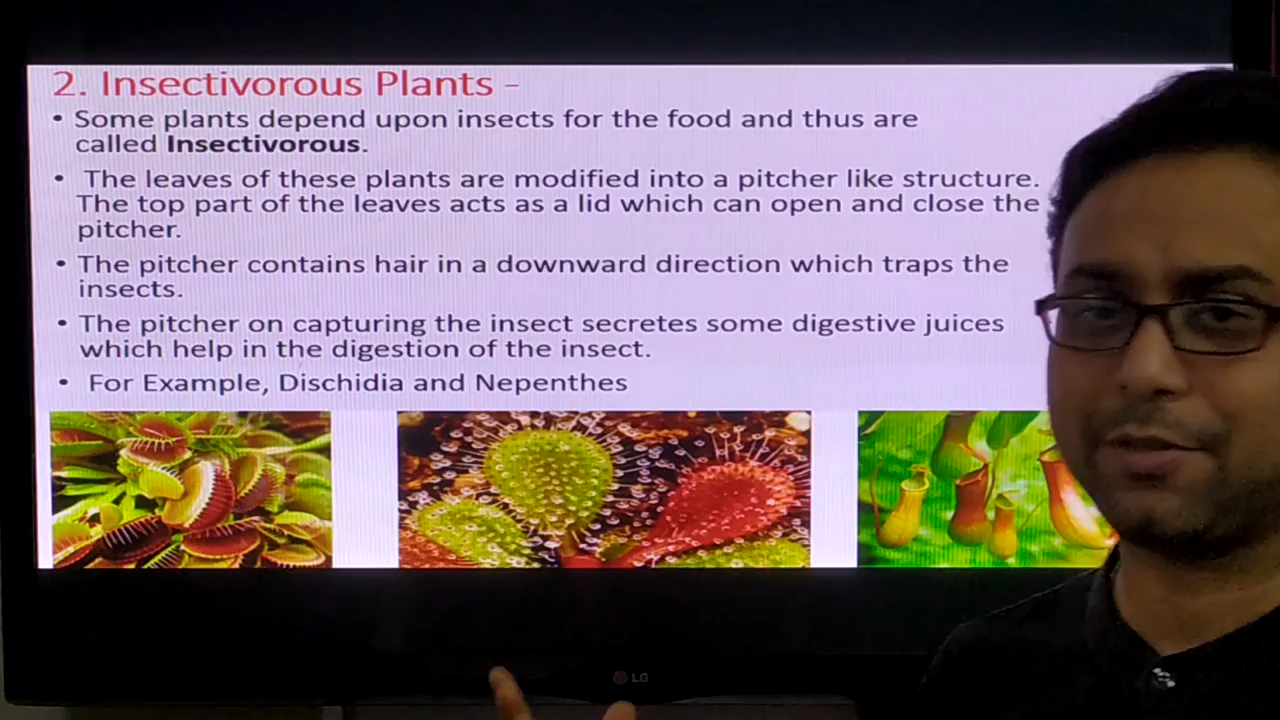 2. Insectivorous Plants -
• Some plants depend upon insects for the food and thus are
called Insectivorous.
• The leaves of these plants are modified into a pitcher like structure.
The top part of the leaves acts as a lid which can open and close the
pitcher.
• The pitcher contains hair in a downward direction which traps the
insects.
• The pitcher on capturing the insect secretes some digestive juices
which help in the digestion of the insect.
• For Example, Dischidia and Nepenthes
LG